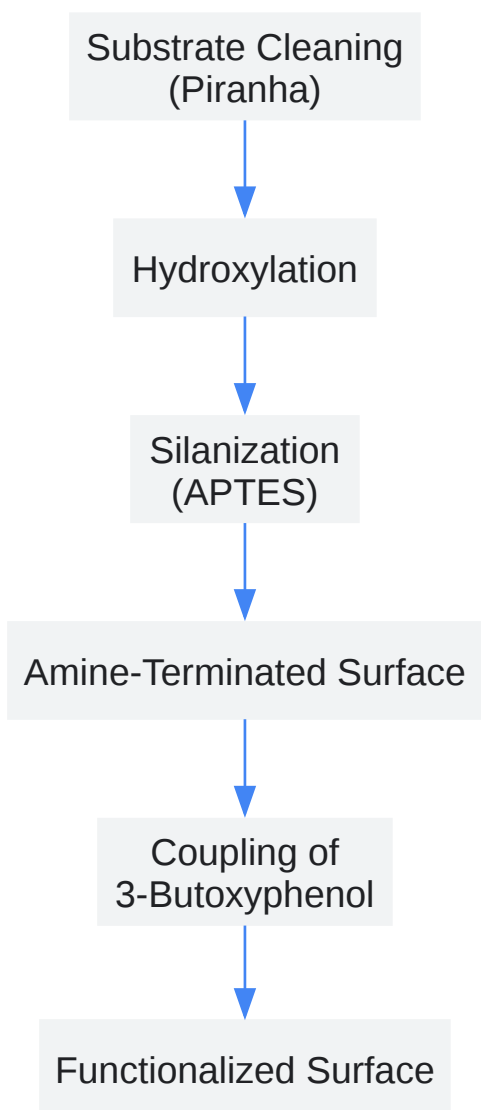 Substrate Cleaning
(Piranha)
Hydroxylation
Silanization
(APTES)
Amine-Terminated Surface
Coupling of
3-Butoxyphenol
Functionalized Surface